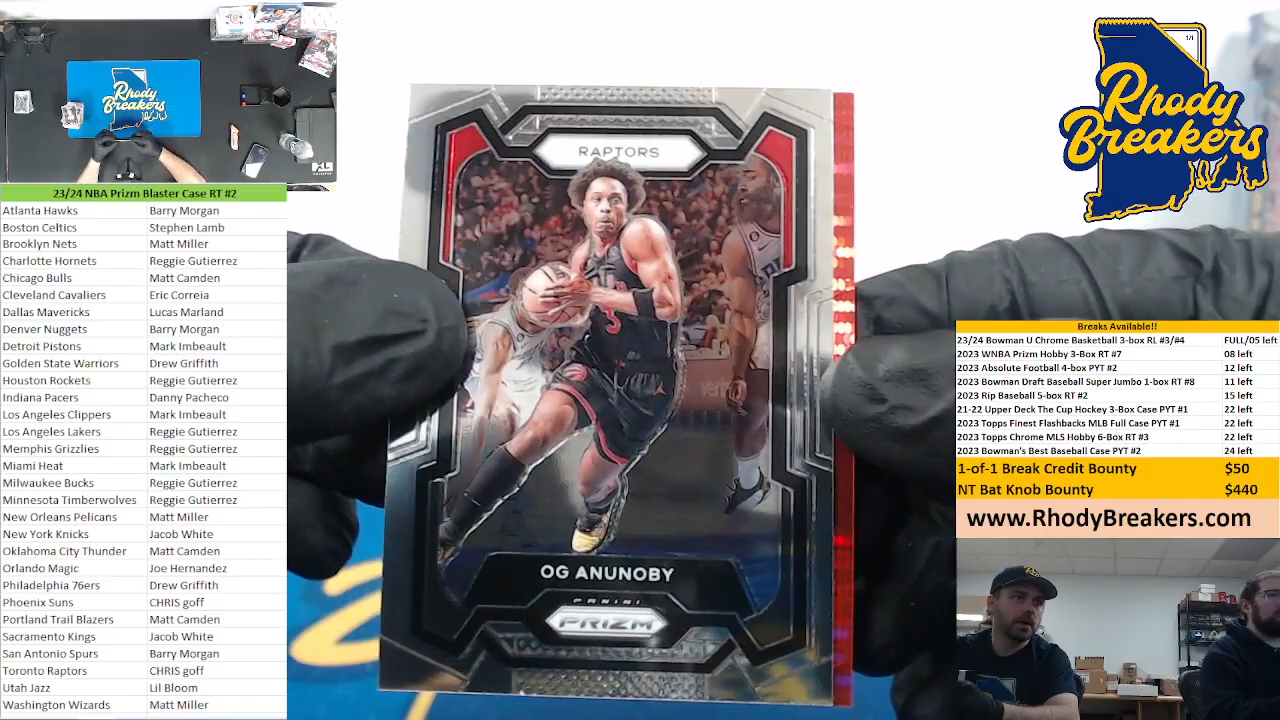 Rhody
Breakers
23/24 NBA Prizm Blaster Case RT #2
Atlanta Hawks Barry Morgan
Boston Celtics Stephen Lamb
Brooklyn Nets Matt Miller
Charlotte Hornets Reggie Gutierrez
Chicago Bulls Matt Camden
Cleveland Cavaliers Eric Correia
Dallas Mavericks Lucas Marland
Denver Nuggets Barry Morgan
Detroit Pistons Mark Imbeault
Golden State Warriors Drew Griffith
Houston Rockets Reggie Gutierrez
Indiana Pacers Danny Pacheco
Los Angeles Clippers Mark Imbeault
Los Angeles Lakers Reggie Gutierrez
Memphis Grizzlies Reggie Gutierrez
Miami Heat Mark Imbeault
Milwaukee Bucks Reggie Gutierrez
Minnesota Timberwolves Reggie Gutierrez
New Orleans Pelicans Matt Miller
New York Knicks Jacob White
Oklahoma City Thunder Matt Camden
Orlando Magic Joe Hernandez
Philadelphia 76ers Drew Griffith
Phoenix Suns CHRIS goff
Portland Trail Blazers Matt Camden
Sacramento Kings Jacob White
San Antonio Spurs Barry Morgan
Toronto Raptors CHRIS goff
Utah Jazz Lil Bloom
Washington Wizards Matt Miller
RAPTORS
3
OG ANUNOBY
PANINI
PRIZM
1/1
Rhody
Breakers
Breaks Available!!
23/24 Bowman U Chrome Basketball 3-box RL #3/#4 FULL/05 left
2023 WNBA Prizm Hobby 3-Box RT #7 08 left
2023 Absolute Football 4-box PYT #2 12 left
2023 Bowman Draft Baseball Super Jumbo 1-box RT #8 11 left
2023 Rip Baseball 5-box RT #2 15 left
21-22 Upper Deck The Cup Hockey 3-Box Case PYT #1 22 left
2023 Topps Finest Flashbacks MLB Full Case PYT #1 22 left
2023 Topps Chrome MLS Hobby 6-Box RT #3 22 left
2023 Bowman's Best Baseball Case PYT #2 24 left
1-of-1 Break Credit Bounty $50
NT Bat Knob Bounty $440
www.RhodyBreakers.com